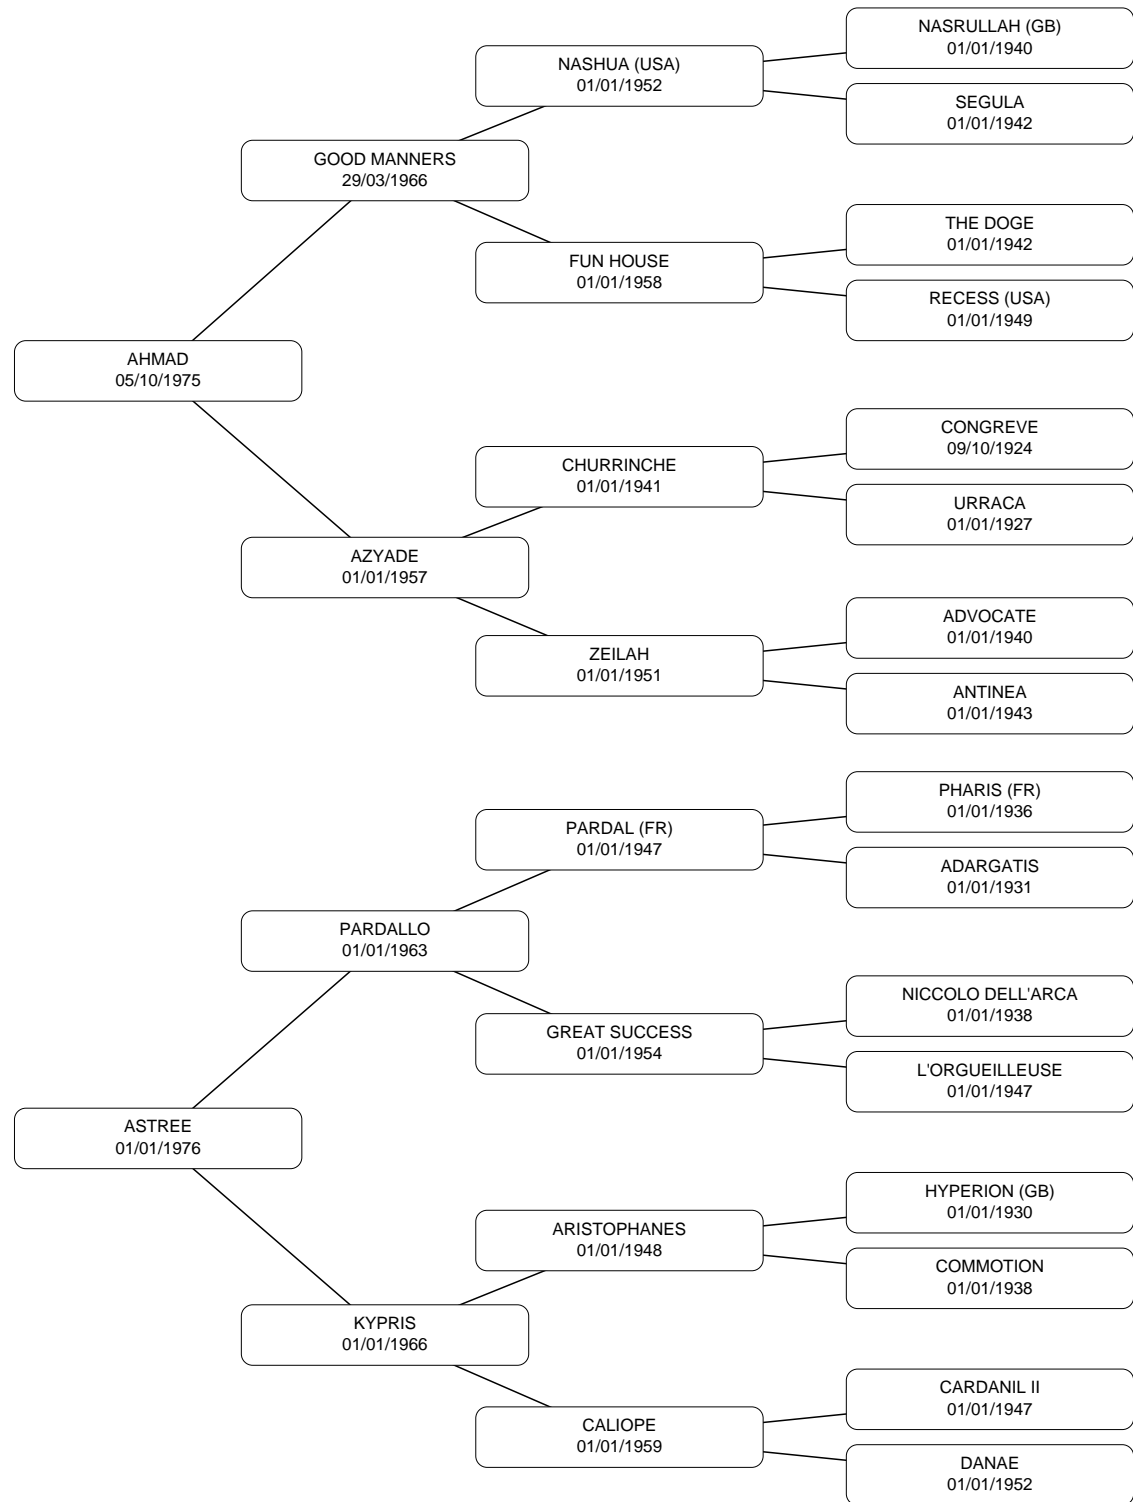 NASRULLAH (GB)
01/01/1940
NASHUA (USA)
01/01/1952
SEGULA
01/01/1942
GOOD MANNERS
29/03/1966
THE DOGE
01/01/1942
FUN HOUSE
01/01/1958
RECESS (USA)
01/01/1949
AHMAD
05/10/1975
CONGREVE
09/10/1924
CHURRINCHE
01/01/1941
URRACA
01/01/1927
AZYADE
01/01/1957
ADVOCATE
01/01/1940
ZEILAH
01/01/1951
ANTINEA
01/01/1943
PHARIS (FR)
01/01/1936
PARDAL (FR)
01/01/1947
ADARGATIS
01/01/1931
PARDALLO
01/01/1963
NICCOLO DELL'ARCA
01/01/1938
GREAT SUCCESS
01/01/1954
L'ORGUEILLEUSE
01/01/1947
ASTREE
01/01/1976
HYPERION (GB)
01/01/1930
ARISTOPHANES
01/01/1948
COMMOTION
01/01/1938
KYPRIS
01/01/1966
CARDANIL II
01/01/1947
CALIOPE
01/01/1959
DANAE
01/01/1952